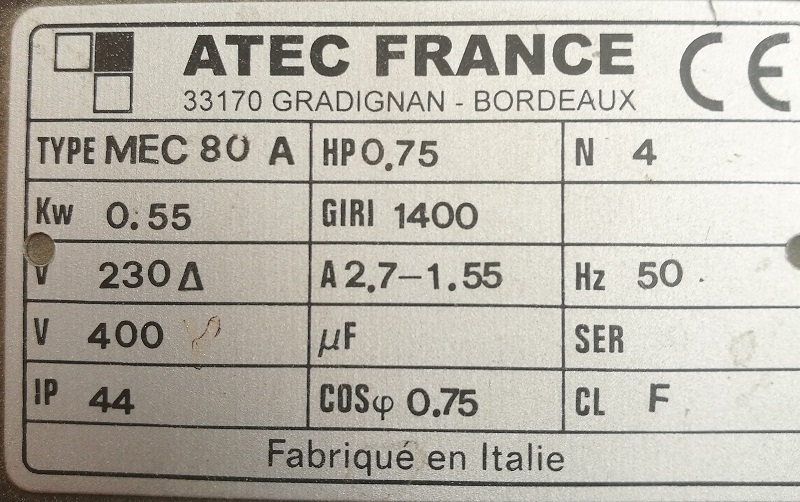 ATEC FRANCE CE
33170 GRADIGNAN - BORDEAUX
TYPE MEC 80 A HP 0.75 N 4
Kw 0.55 GIRI 1400
V 230 Δ A 2.7-1.55 Hz 50
V 400 μF SER
IP 44 COSφ 0.75 CL F
Fabriqué en Italie